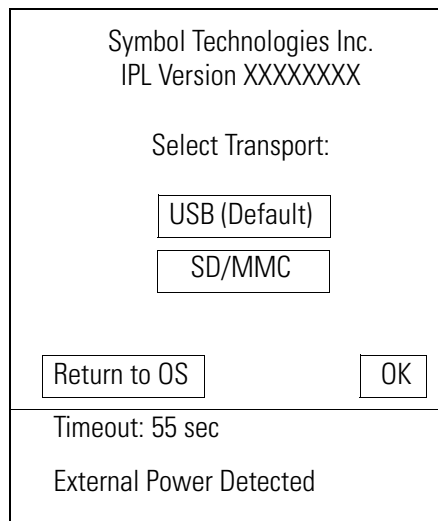 Symbol Technologies Inc.
IPL Version XXXXXXXX
Select Transport:
USB (Default)
SD/MMC
Return to OS
OK
Timeout: 55 sec
External Power Detected